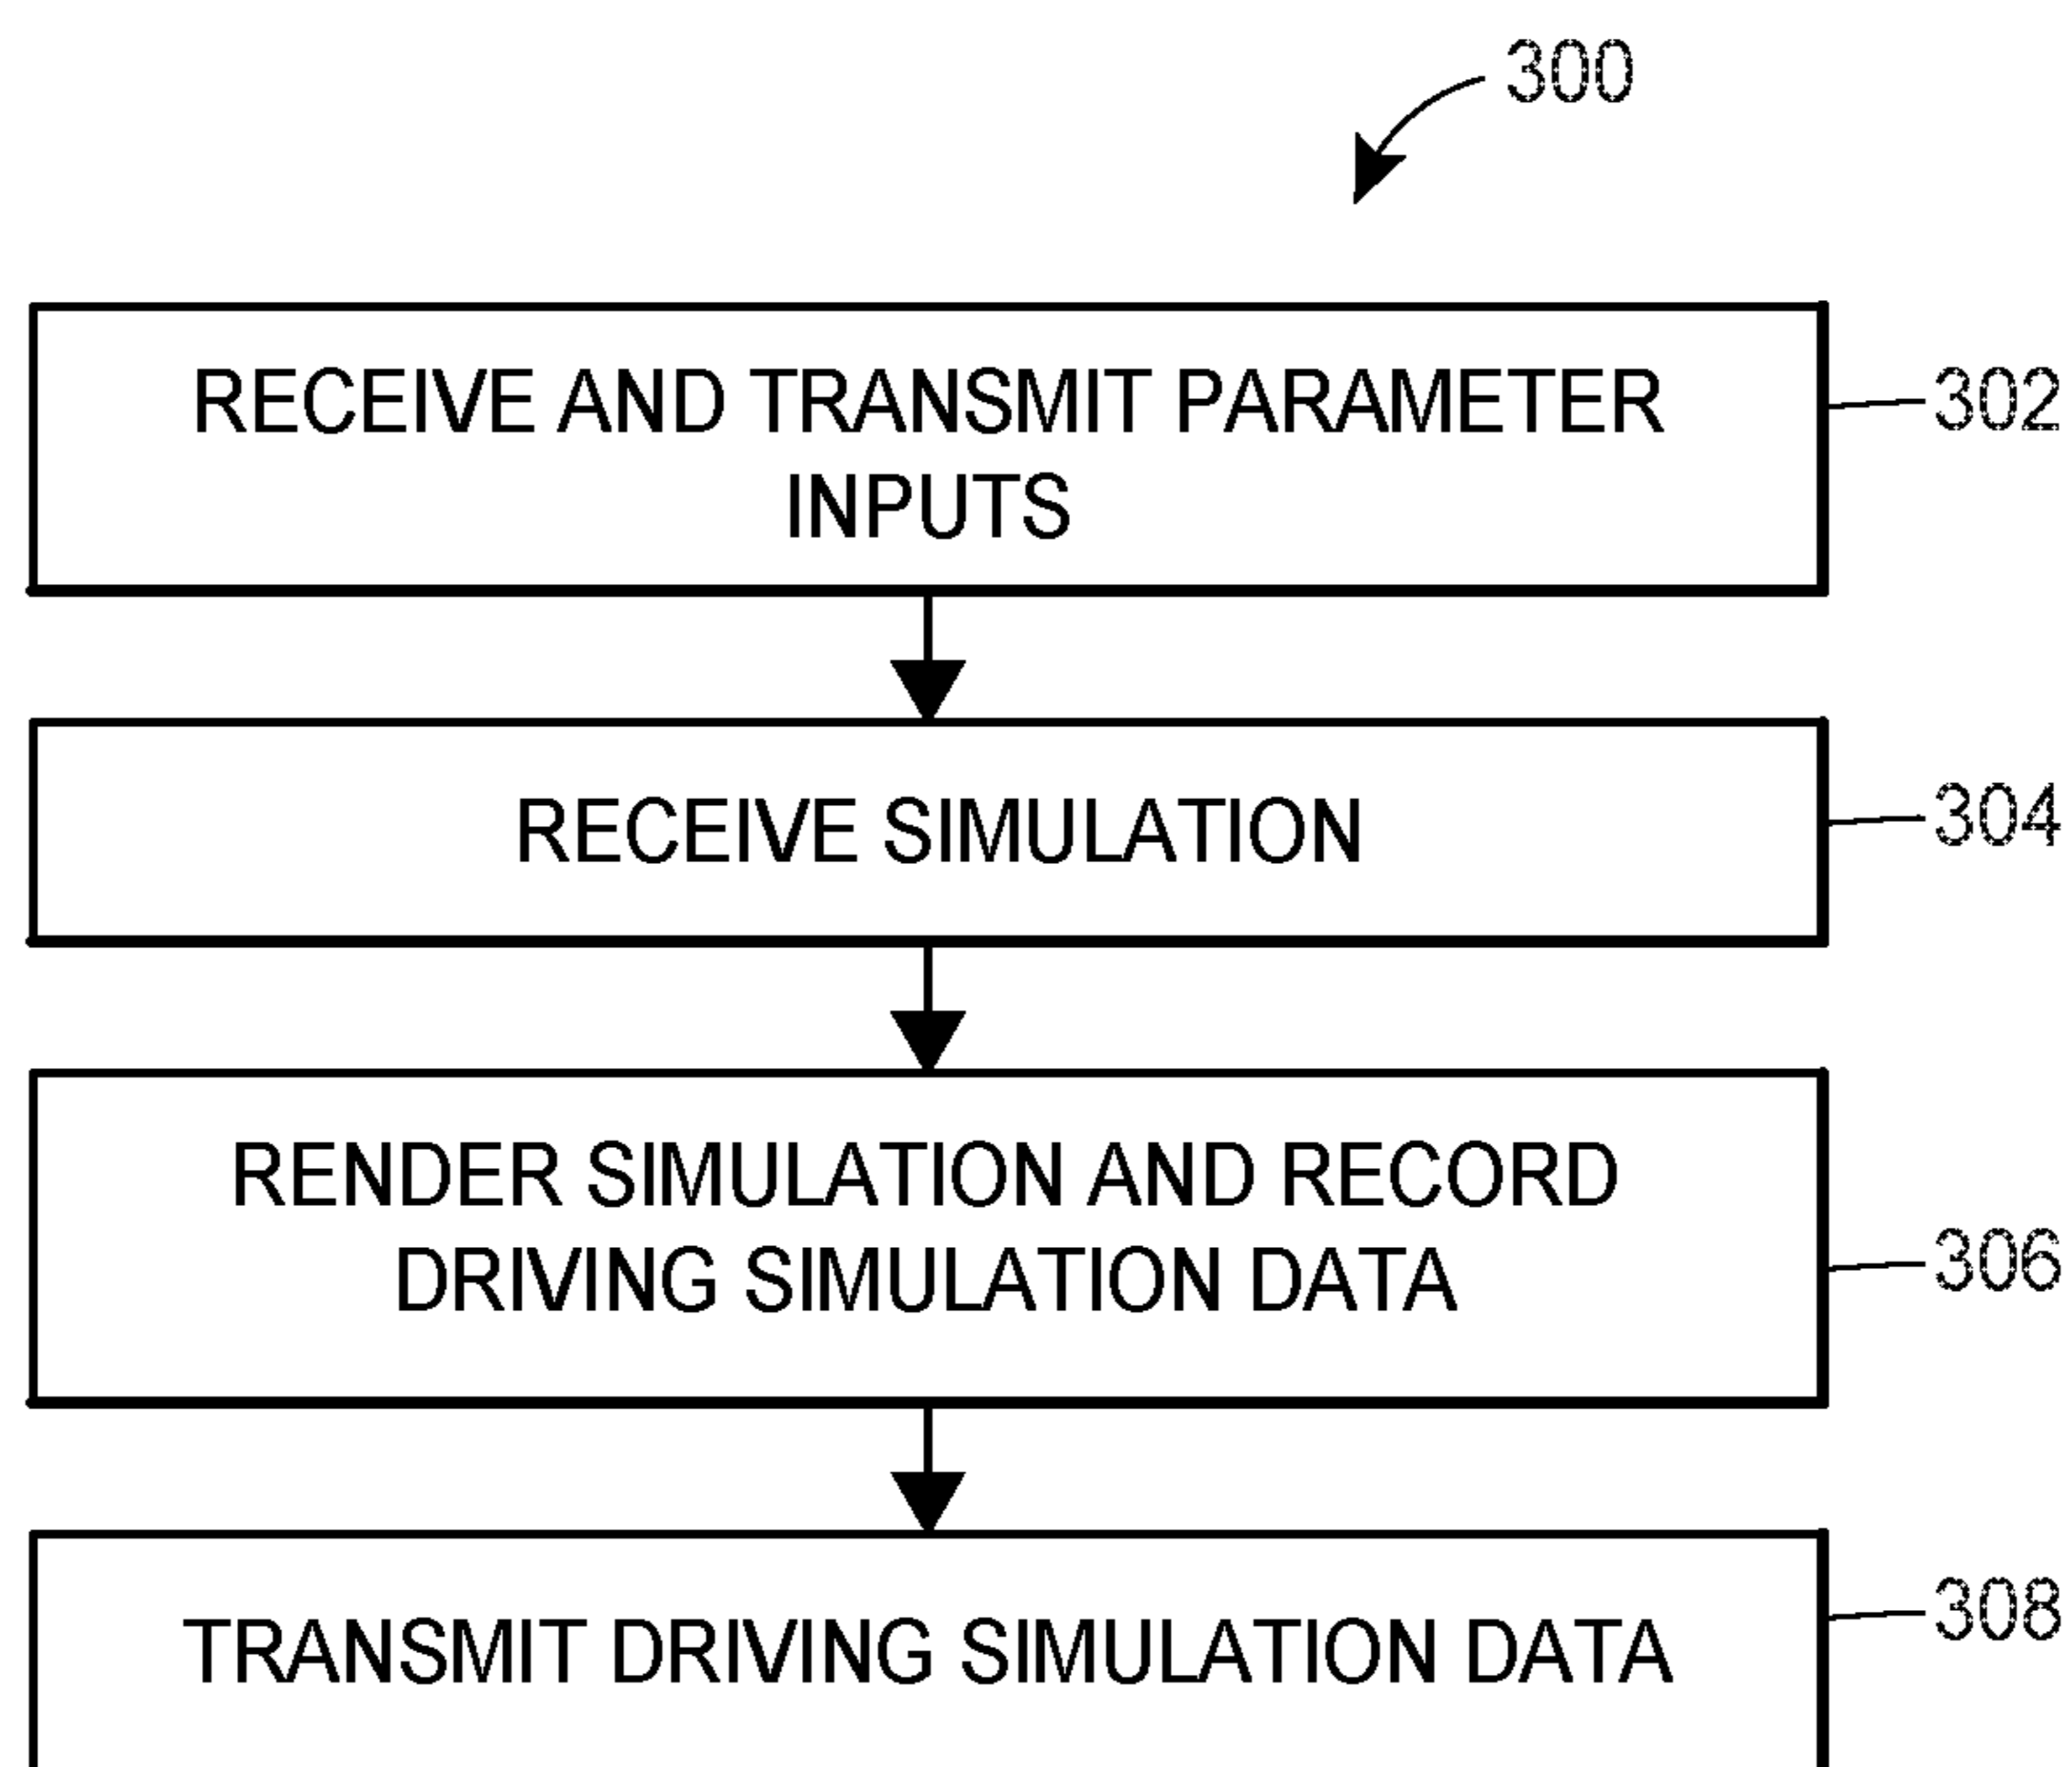 300
RECEIVE AND TRANSMIT PARAMETER
INPUTS
302
RECEIVE SIMULATION
304
RENDER SIMULATION AND RECORD
DRIVING SIMULATION DATA
306
TRANSMIT DRIVING SIMULATION DATA
308